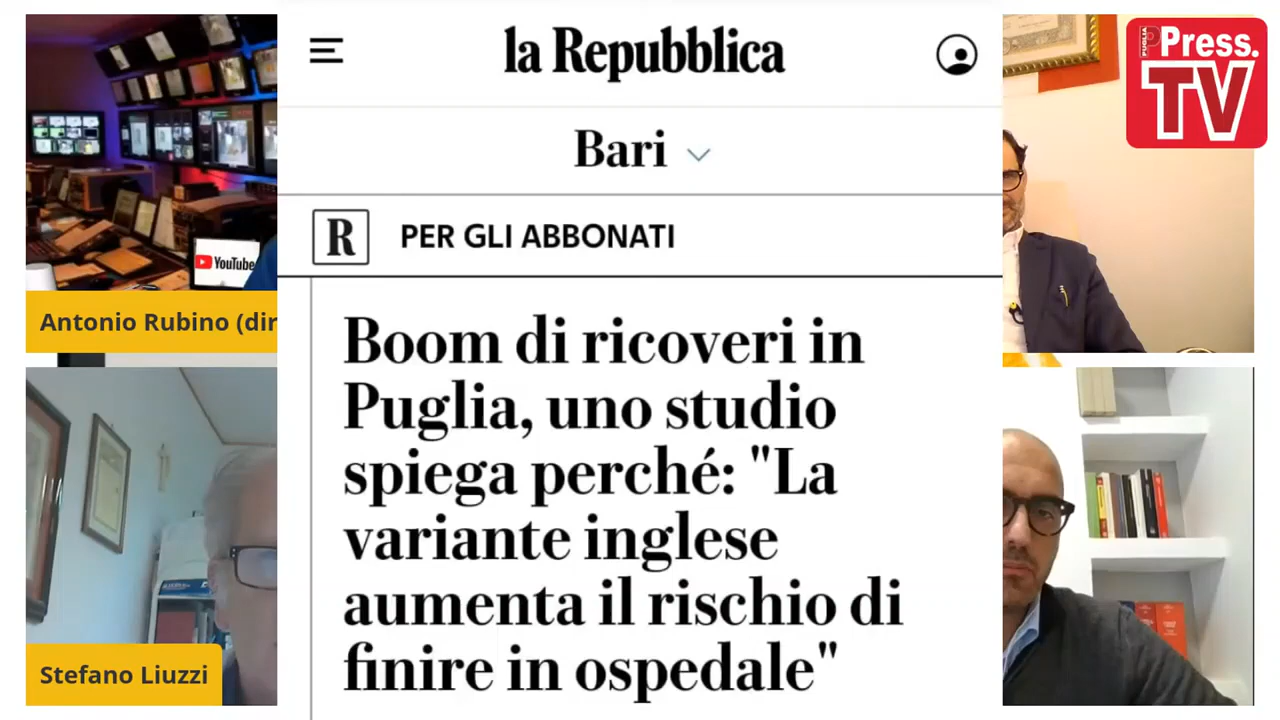 la Repubblica
Bari
R PER GLI ABBONATI
Boom di ricoveri in
Puglia, uno studio
spiega perché: "La
variante inglese
aumenta il rischio di
finire in ospedale"
PUGLIA Press.
TV
YouTube
Antonio Rubino (dir
Stefano Liuzzi